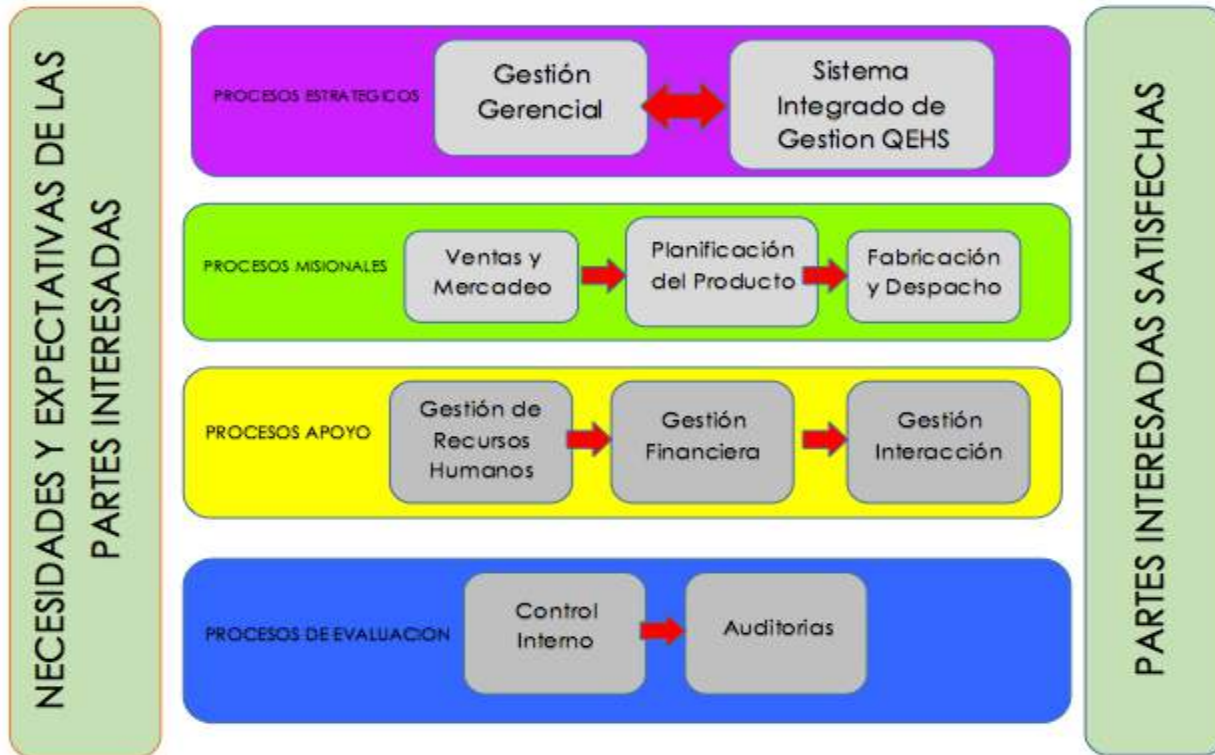 NECESIDADES Y EXPECTATIVAS DE LAS
PARTES INTERESADAS
PROCESOS ESTRATEGICOS
Gestión
Gerencial
Sistema
Integrado de
Gestion QEHS
PROCESOS MISIONALES
Ventas y
Mercadeo
Planificación
del Producto
Fabricación
y Despacho
PROCESOS APOYO
Gestión de
Recursos
Humanos
Gestión
Financiera
Gestión
Interacción
PROCESOS DE EVALUACION
Control
Interno
Auditorias
PARTES INTERESADAS SATISFECHAS